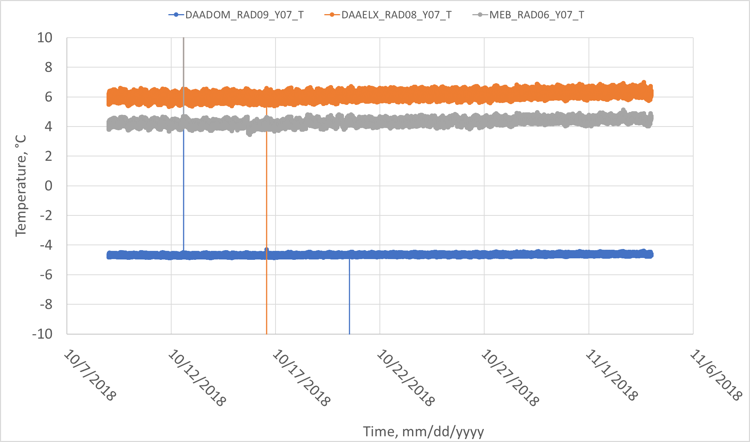 DAADOM_RAD09_Y07_T DAAELX_RAD08_Y07_T MEB_RAD06_Y07_T
10
8
6
4
2
0
-2
-4
-6
-8
-10
Temperature, °C
10/7/2018 10/12/2018 10/17/2018 10/22/2018 10/27/2018 11/1/2018 11/6/2018
Time, mm/dd/yyyy